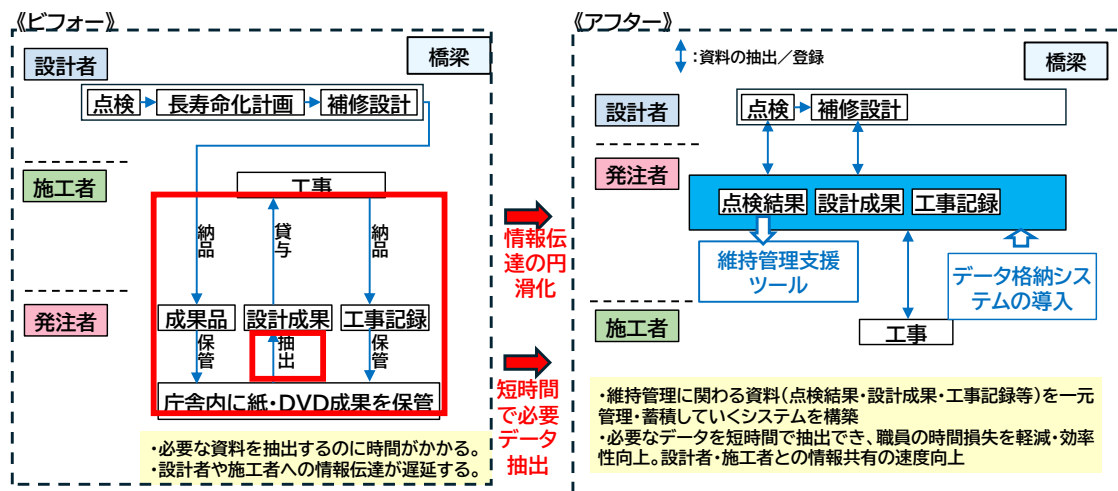 《ビフォー》
設計者
橋梁
点検
長寿命化計画
補修設計
施工者
工事
納品
貸与
納品
発注者
成果品
設計成果
工事記録
保管
抽出
保管
庁舎内に紙・DVD成果を保管
・必要な資料を抽出するのに時間がかかる。
・設計者や施工者への情報伝達が遅延する。
情報伝
達の円
滑化
短時間
で必要
データ
抽出
《アフター》
:資料の抽出／登録
橋梁
設計者
点検
補修設計
発注者
点検結果
設計成果
工事記録
維持管理支援
ツール
データ格納シス
テムの導入
施工者
工事
・維持管理に関わる資料(点検結果・設計成果・工事記録等)を一元
管理・蓄積していくシステムを構築
・必要なデータを短時間で抽出でき、職員の時間損失を軽減・効率
性向上。設計者・施工者との情報共有の速度向上